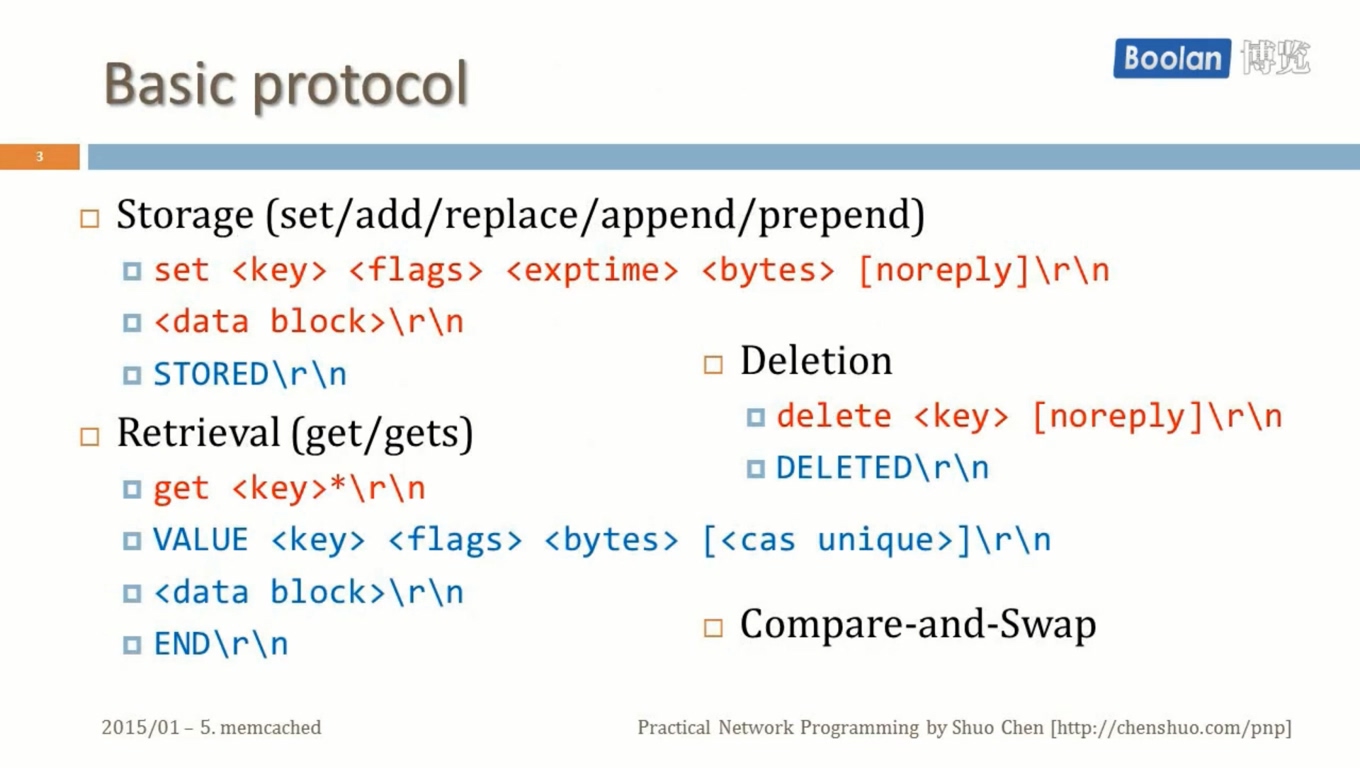 Basic protocol
Boolan 博览
3
Storage (set/add/replace/append/prepend)
set <key> <flags> <exptime> <bytes> [noreply]\r\n
<data block>\r\n
STORED\r\n
Retrieval (get/gets)
get <key>*\r\n
VALUE <key> <flags> <bytes> [<cas unique>]\r\n
<data block>\r\n
END\r\n
Deletion
delete <key> [noreply]\r\n
DELETED\r\n
Compare-and-Swap
2015/01 – 5. memcached
Practical Network Programming by Shuo Chen [http://chenshuo.com/pnp]